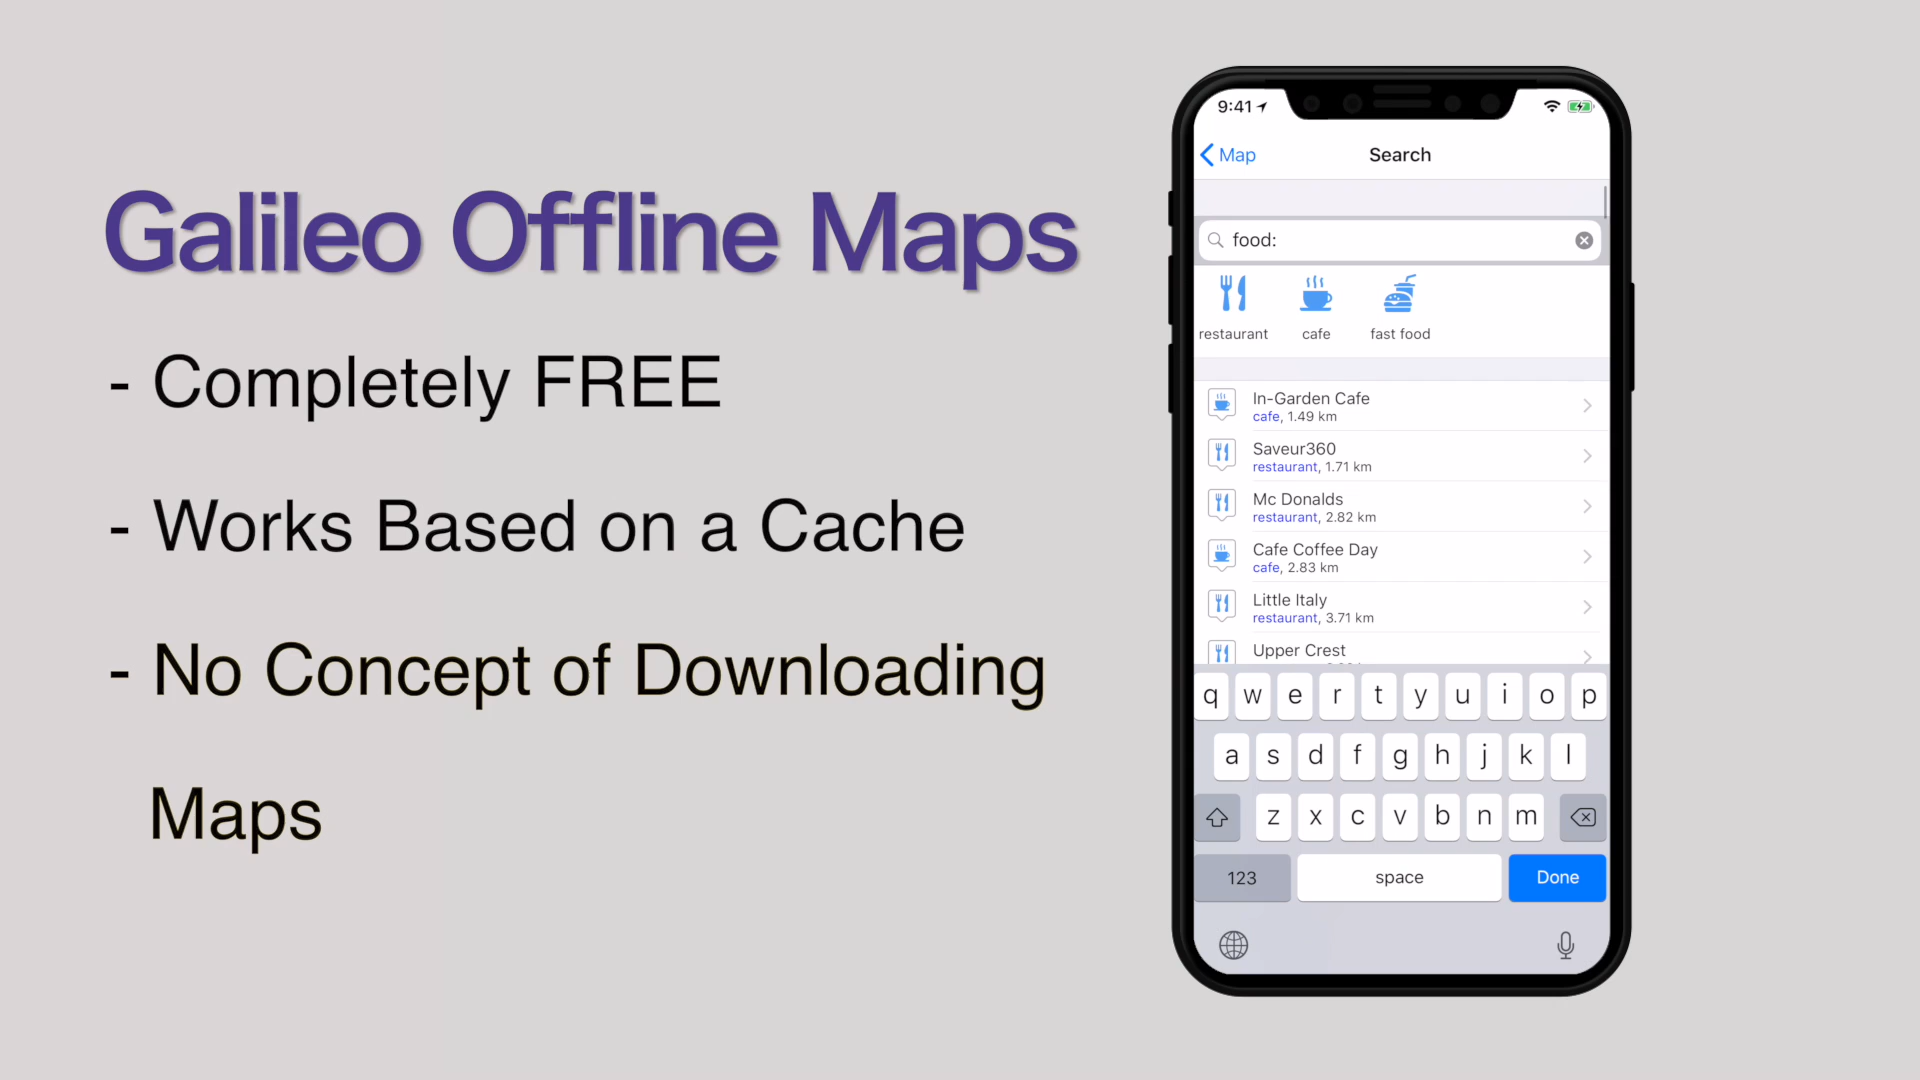 Galileo Offline Maps
- Completely FREE
- Works Based on a Cache
- No Concept of Downloading
Maps
9:41
Map
Search
food:
restaurant
cafe
fast food
In-Garden Cafe
cafe, 1.49 km
Saveur360
restaurant, 1.71 km
Mc Donalds
restaurant, 2.82 km
Cafe Coffee Day
cafe, 2.83 km
Little Italy
restaurant, 3.71 km
Upper Crest
q w e r t y u i o p
a s d f g h j k l
z x c v b n m
123 space Done